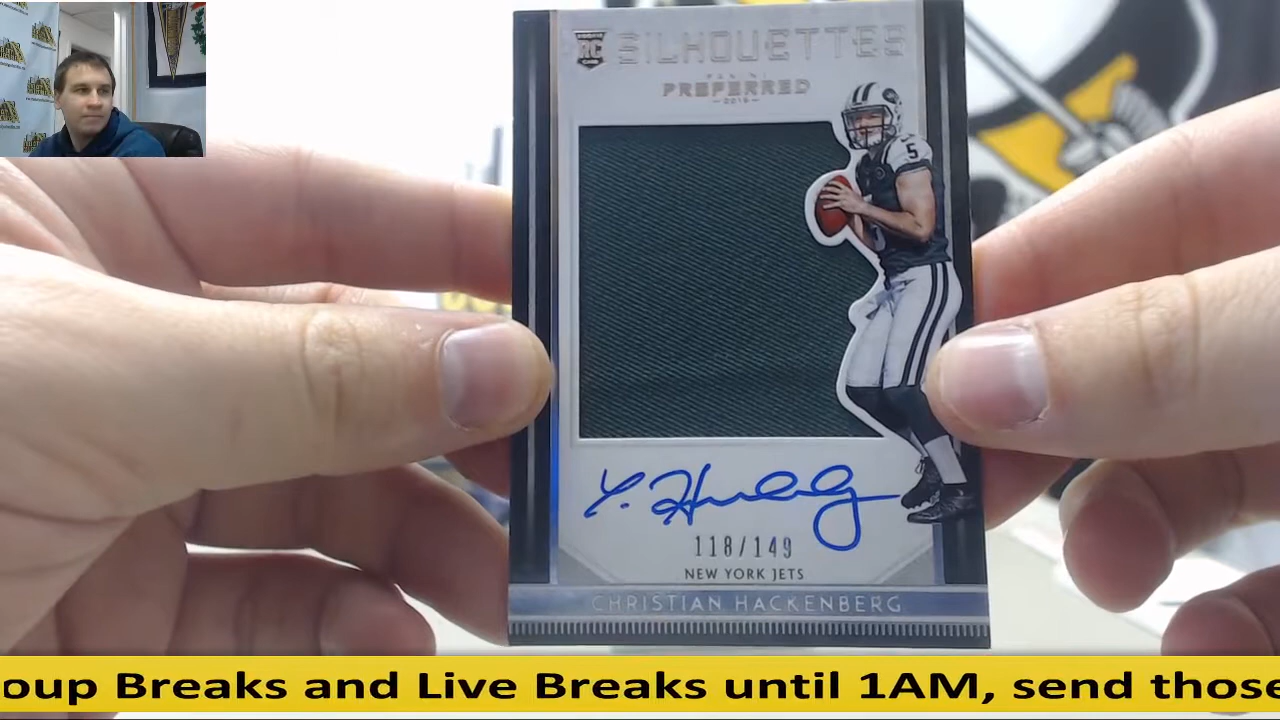 RC
SILHOUETTES
PANINI
PREFERRED
2016
5
118/149
NEW YORK JETS
CHRISTIAN HACKENBERG
oup Breaks and Live Breaks until 1AM, send those